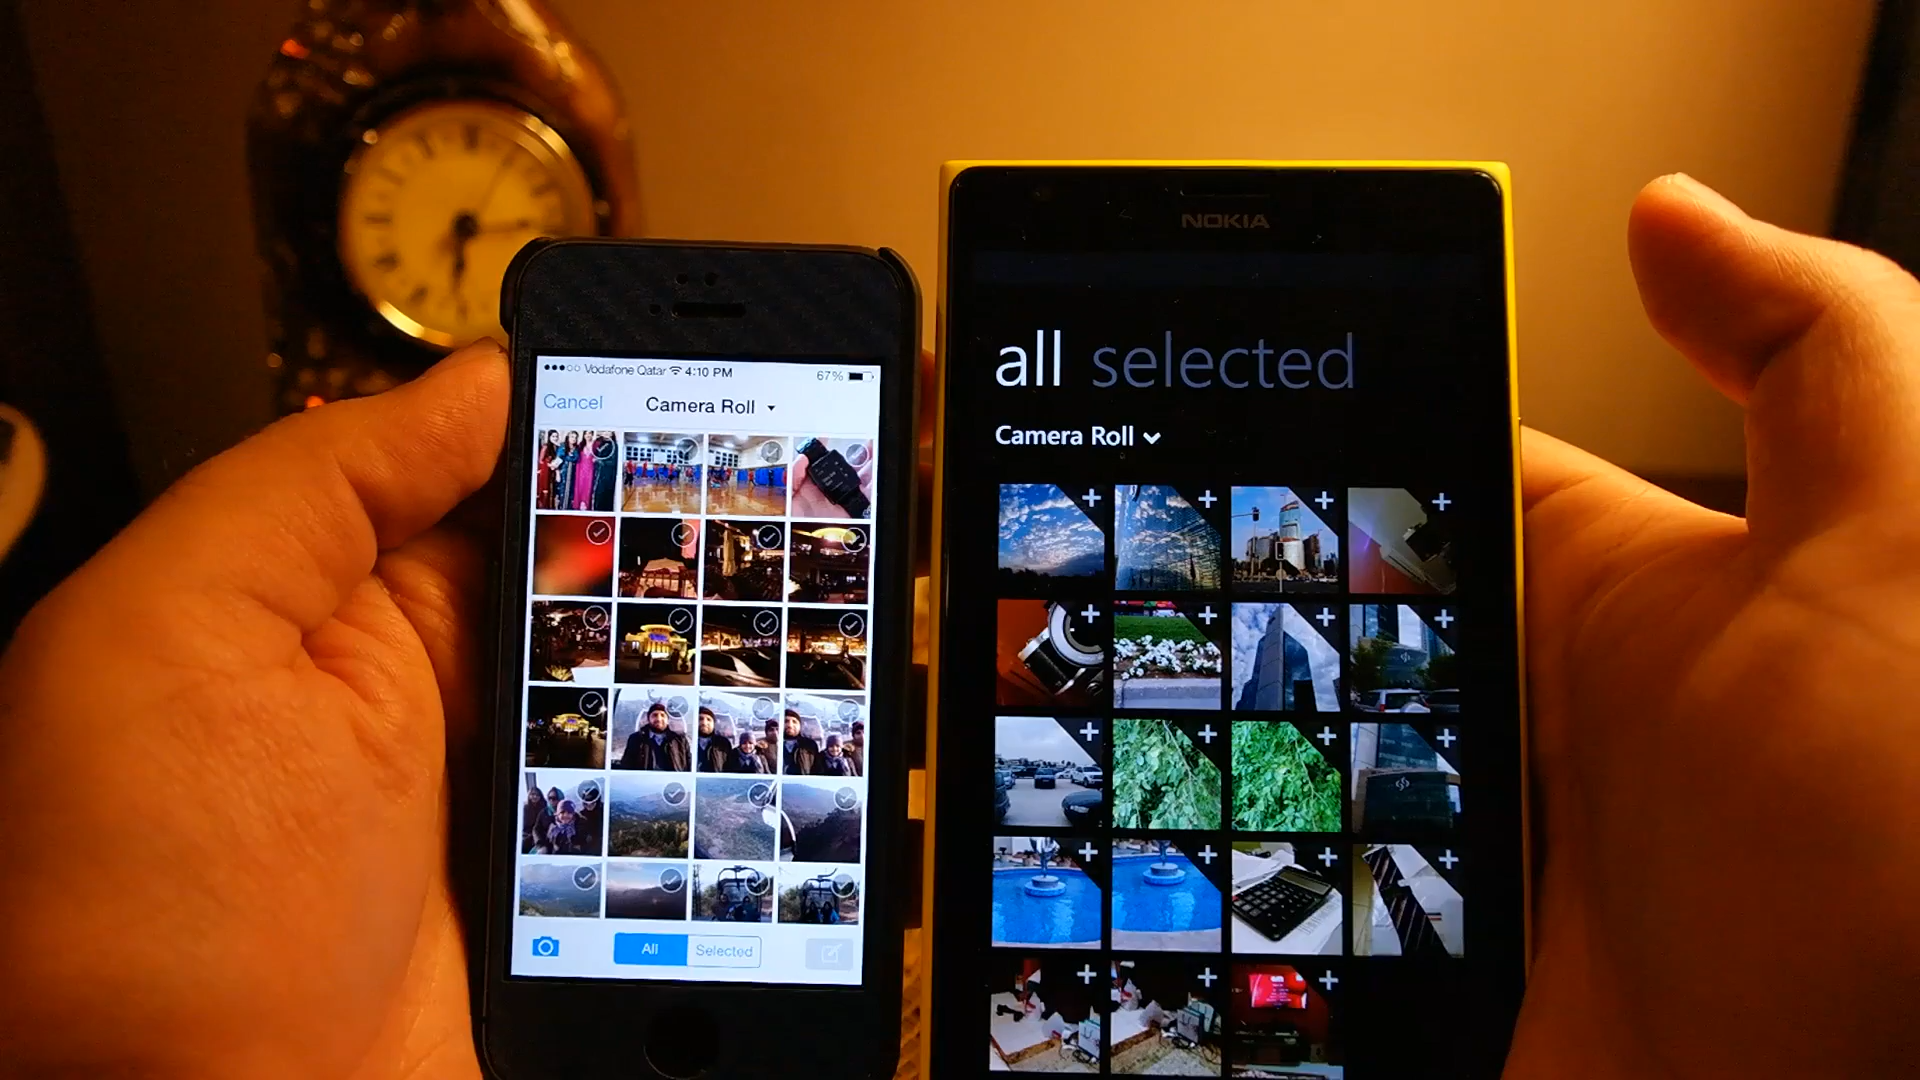 Vodafone Qatar 4:10 PM 67%
Cancel Camera Roll
All Selected
NOKIA
all selected
Camera Roll